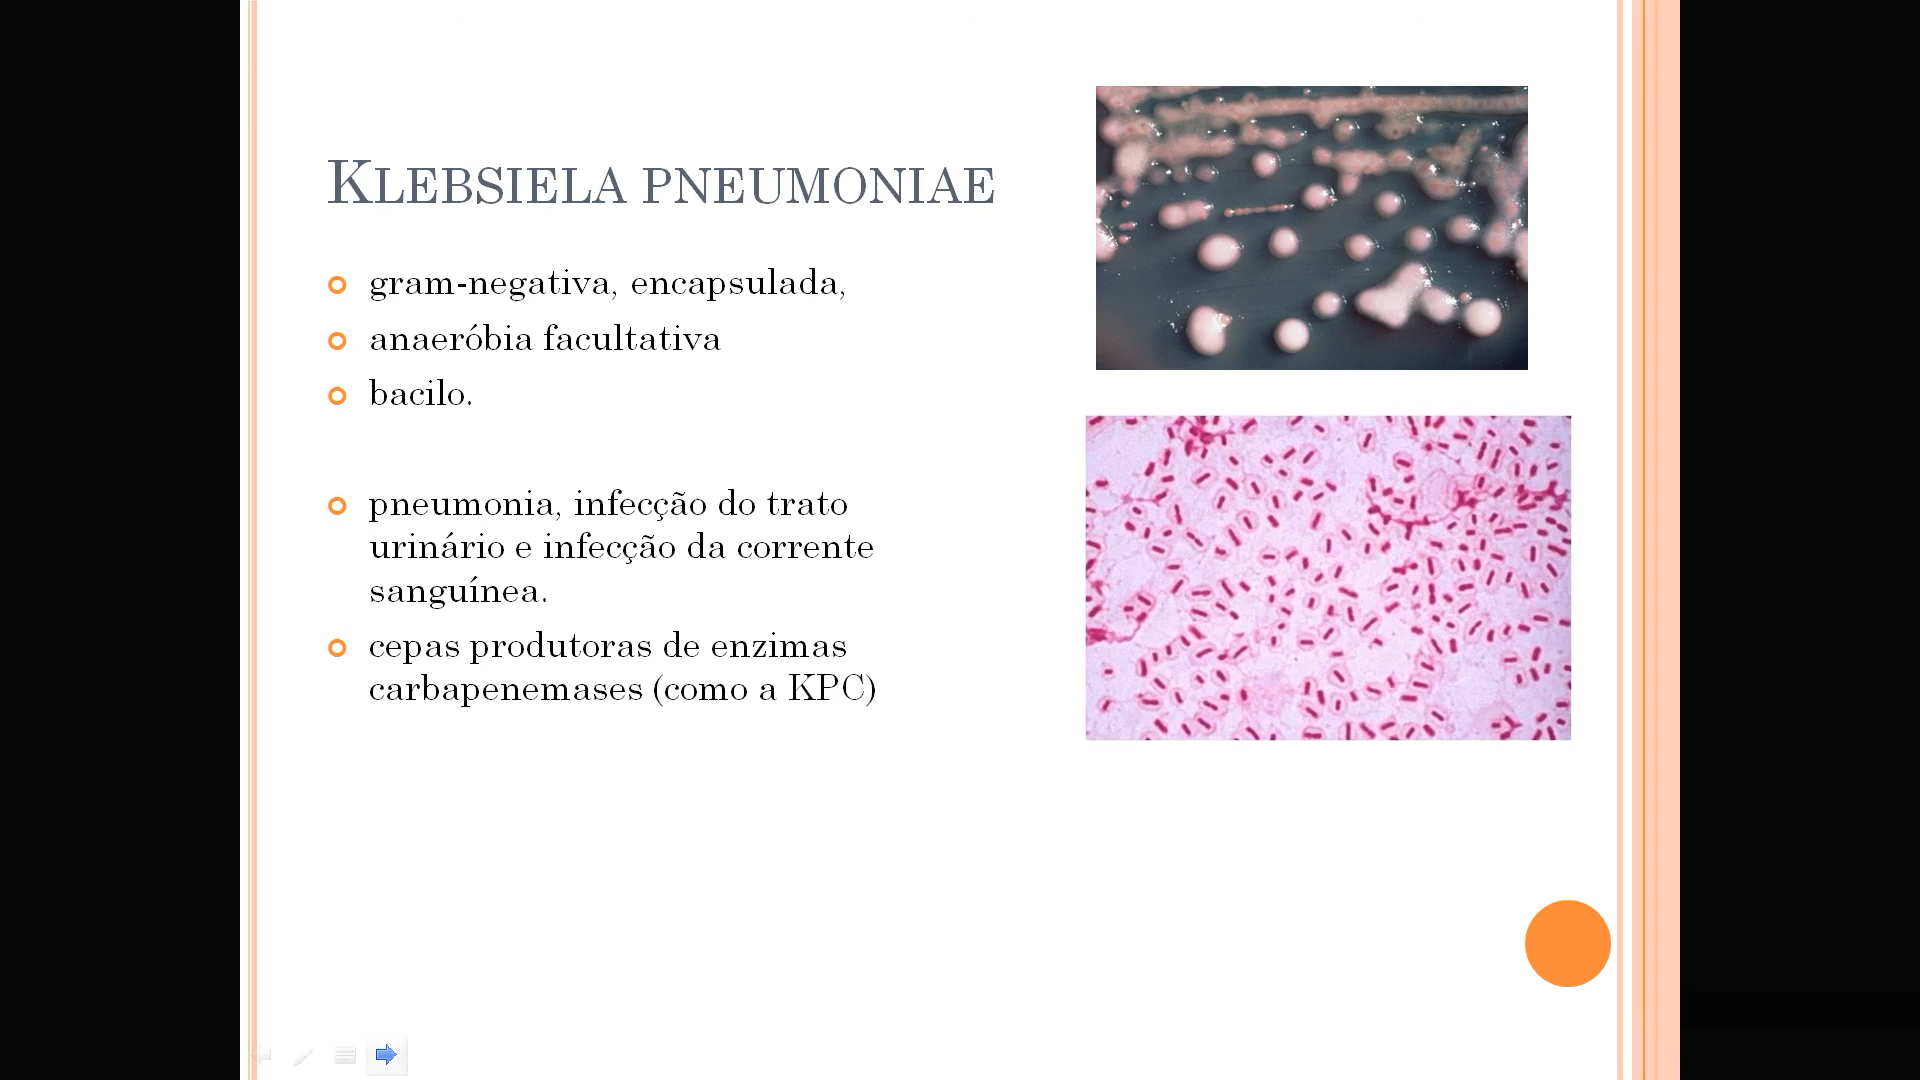 KLEBSIELA PNEUMONIAE
gram-negativa, encapsulada,
anaeróbia facultativa
bacilo.
pneumonia, infecção do trato
urinário e infecção da corrente
sanguínea.
cepas produtoras de enzimas
carbapenemases (como a KPC)